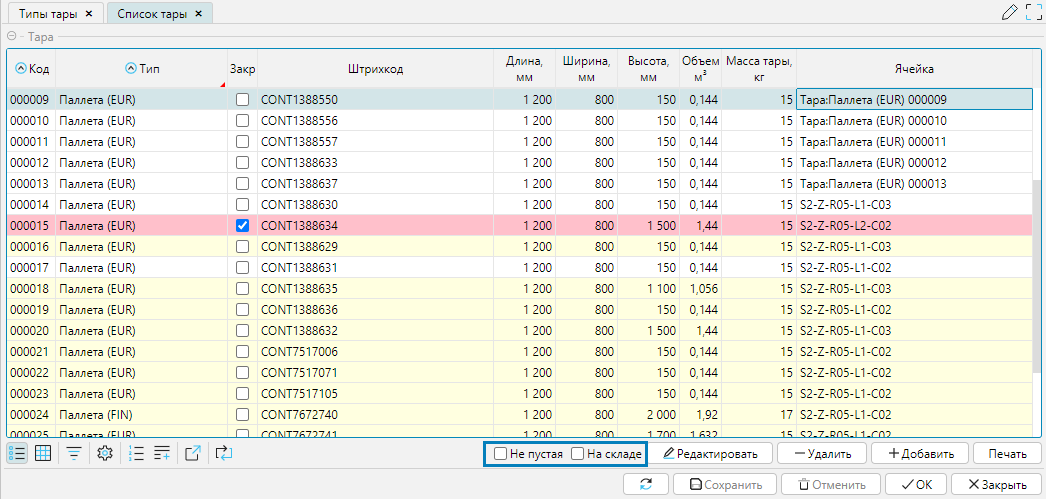 Типы тары × Список тары ×
Тара
Код Тип Закр Штрихкод Длина, мм Ширина, мм Высота, мм Объем м³ Масса тары, кг Ячейка
000009 Паллета (EUR) CONT1388550 1 200 800 150 0,144 15 Тара:Паллета (EUR) 000009
000010 Паллета (EUR) CONT1388556 1 200 800 150 0,144 15 Тара:Паллета (EUR) 000010
000011 Паллета (EUR) CONT1388557 1 200 800 150 0,144 15 Тара:Паллета (EUR) 000011
000012 Паллета (EUR) CONT1388633 1 200 800 150 0,144 15 Тара:Паллета (EUR) 000012
000013 Паллета (EUR) CONT1388637 1 200 800 150 0,144 15 Тара:Паллета (EUR) 000013
000014 Паллета (EUR) CONT1388630 1 200 800 150 0,144 15 S2-Z-R05-L1-C03
000015 Паллета (EUR) CONT1388634 1 200 800 1 500 1,44 15 S2-Z-R05-L2-C02
000016 Паллета (EUR) CONT1388629 1 200 800 150 0,144 15 S2-Z-R05-L1-C03
000017 Паллета (EUR) CONT1388631 1 200 800 150 0,144 15 S2-Z-R05-L1-C02
000018 Паллета (EUR) CONT1388635 1 200 800 1 100 1,056 15 S2-Z-R05-L1-C03
000019 Паллета (EUR) CONT1388636 1 200 800 150 0,144 15 S2-Z-R05-L1-C02
000020 Паллета (EUR) CONT1388632 1 200 800 1 500 1,44 15 S2-Z-R05-L1-C03
000021 Паллета (EUR) CONT7517006 1 200 800 150 0,144 15 S2-Z-R05-L1-C02
000022 Паллета (EUR) CONT7517071 1 200 800 150 0,144 15 S2-Z-R05-L1-C02
000023 Паллета (EUR) CONT7517105 1 200 800 150 0,144 15 S2-Z-R05-L1-C02
000024 Паллета (FIN) CONT7672740 1 200 800 2 000 1,92 17 S2-Z-R05-L1-C02
000025 Паллета (EUR) CONT7672741 1 200 800 1 700 1,632 15 S2-Z-R05-L1-C02
Не пустая На складе Редактировать Удалить Добавить Печать
Сохранить Отменить OK Закрыть